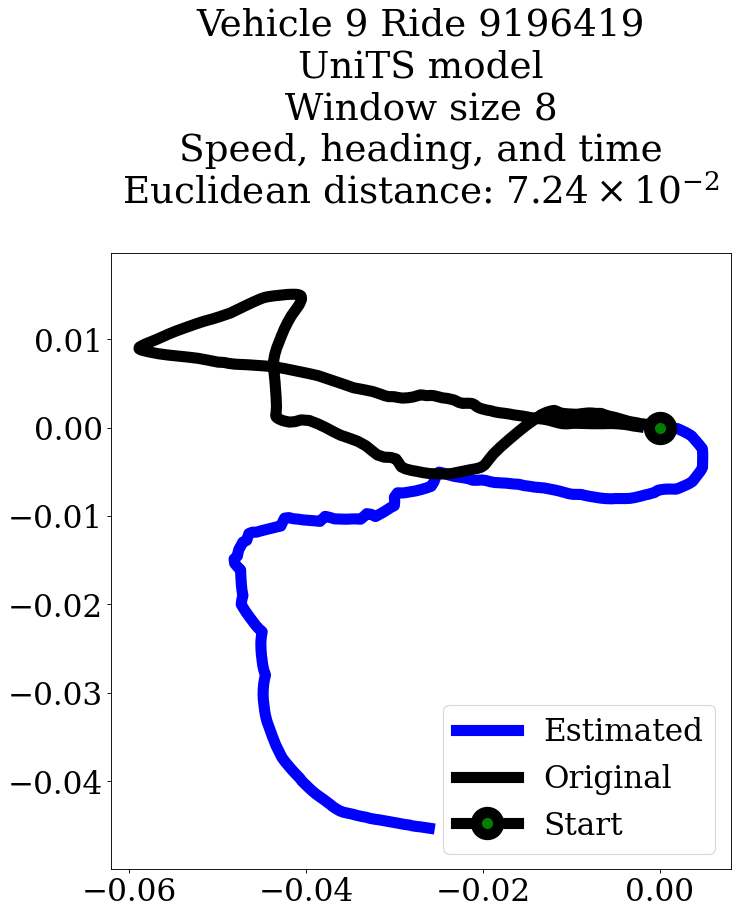 Vehicle 9 Ride 9196419
UniTS model
Window size 8
Speed, heading, and time
Euclidean distance: 7.24 × 10⁻²
0.01
0.00
−0.01
−0.02
−0.03
−0.04
Estimated
Original
Start
−0.06 −0.04 −0.02 0.00